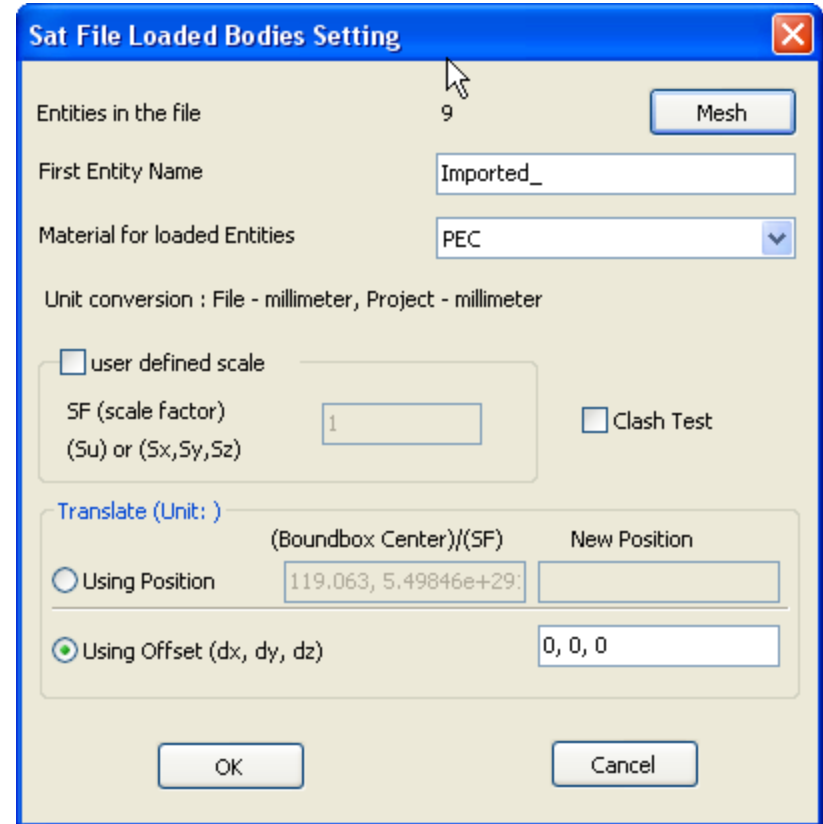 Sat File Loaded Bodies Setting
Entities in the file 9 Mesh
First Entity Name Imported_
Material for loaded Entities PEC
Unit conversion : File - millimeter, Project - millimeter
user defined scale
SF (scale factor) 1
(Su) or (Sx,Sy,Sz)
Clash Test
Translate (Unit: )
(Boundbox Center)/(SF) New Position
Using Position 119.063, 5.49846e+291
Using Offset (dx, dy, dz) 0, 0, 0
OK Cancel